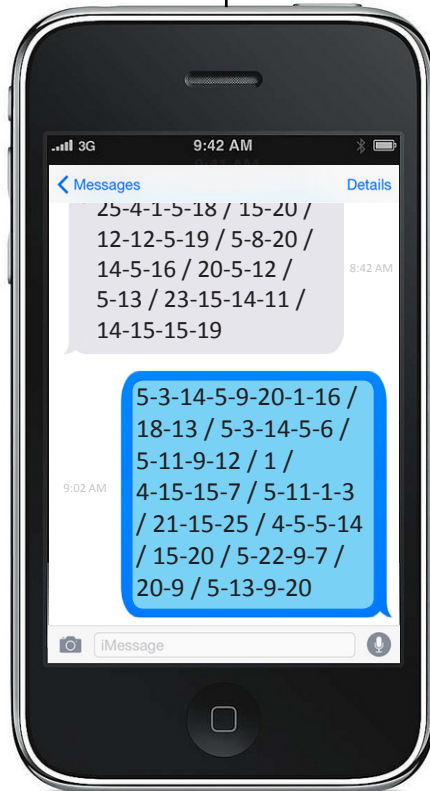 3G 9:42 AM
Messages Details
25-4-1-5-18 / 15-20 /
12-12-5-19 / 5-8-20 /
14-5-16 / 20-5-12 /
5-13 / 23-15-14-11 /
14-15-15-19
8:42 AM
5-3-14-5-9-20-1-16 /
18-13 / 5-3-14-5-6 /
5-11-9-12 / 1 /
4-15-15-7 / 5-11-1-3
/ 21-15-25 / 4-5-5-14
/ 15-20 / 5-22-9-7 /
20-9 / 5-13-9-20
9:02 AM
iMessage